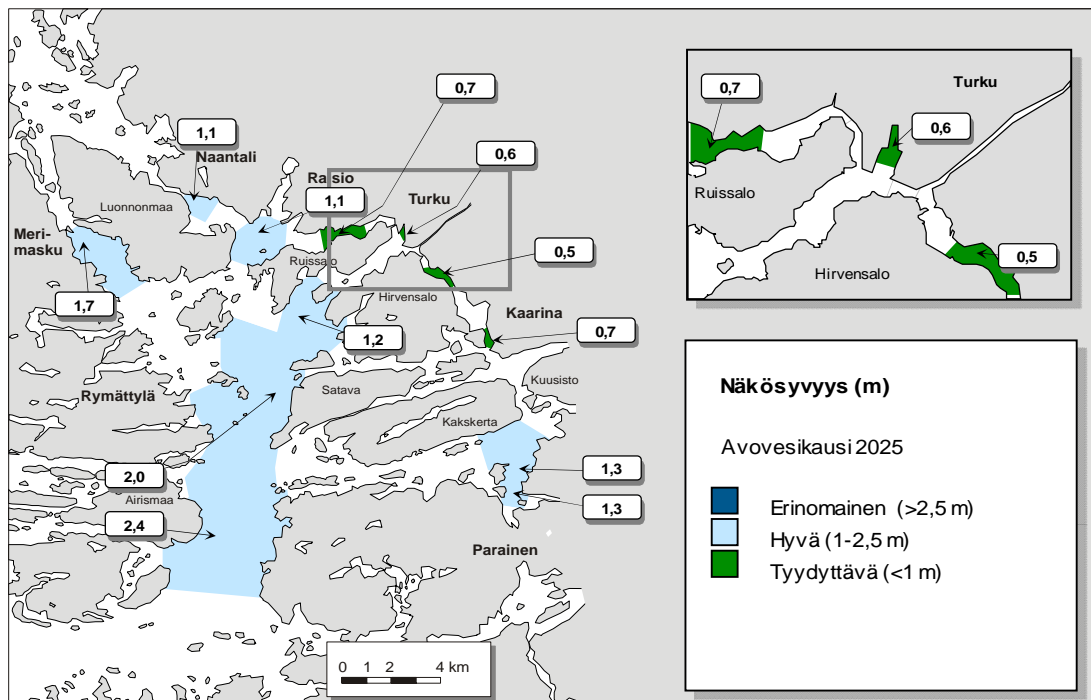 0,7
1,1
Naantali
0,6
Raisio
1,1
Turku
Luonnonmaa
Meri-
masku
Ruissalo
0,5
1,7
Hirvensalo
Kaarina
1,2
0,7
Rymättylä
Satava
Kuusisto
Kakskerta
2,0
1,3
Airismaa
1,3
2,4
Parainen
0 1 2 4 km
Turku
0,7
0,6
Ruissalo
0,5
Hirvensalo
Näkösyvyys (m)
Avovesikausi 2025
Erinomainen (>2,5 m)
Hyvä (1-2,5 m)
Tyydyttävä (<1 m)